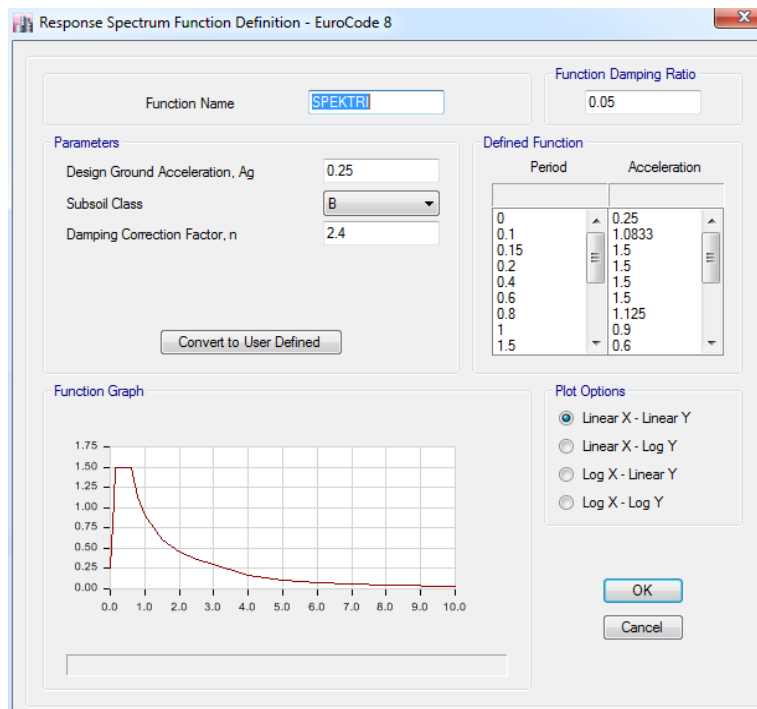 Response Spectrum Function Definition - EuroCode 8
Function Name
SPEKTRI
Function Damping Ratio
0.05
Parameters
Design Ground Acceleration, Ag
0.25
Subsoil Class
B
Damping Correction Factor, n
2.4
Convert to User Defined
Defined Function
Period Acceleration
0 0.25
0.1 1.0833
0.15 1.5
0.2 1.5
0.4 1.5
0.6 1.5
0.8 1.125
1 0.9
1.5 0.6
Function Graph
1.75
1.50
1.25
1.00
0.75
0.50
0.25
0.00
0.0 1.0 2.0 3.0 4.0 5.0 6.0 7.0 8.0 9.0 10.0
Plot Options
Linear X - Linear Y
Linear X - Log Y
Log X - Linear Y
Log X - Log Y
OK
Cancel